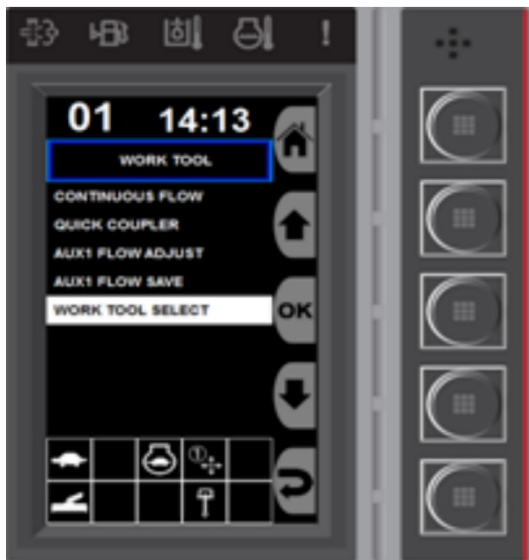 !
01 14:13
WORK TOOL
CONTINUOUS FLOW
QUICK COUPLER
AUX1 FLOW ADJUST
AUX1 FLOW SAVE
WORK TOOL SELECT
OK
1